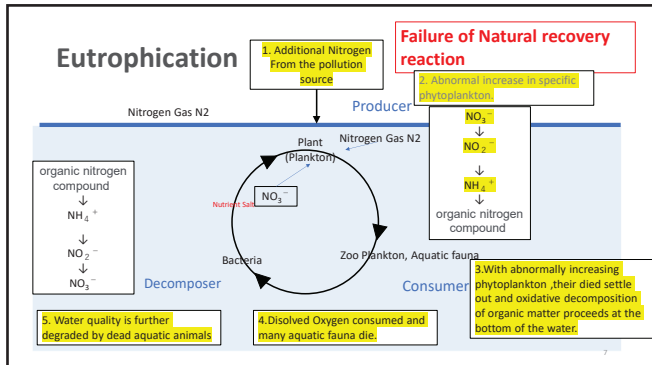 Eutrophication
1. Additional Nitrogen
From the pollution
source
Failure of Natural recovery
reaction
2. Abnormal increase in specific
phytoplankton.
Nitrogen Gas N2
Producer
Plant
(Plankton)
Nitrogen Gas N2
NO₃⁻
↓
NO₂⁻
↓
NH₄⁺
↓
organic nitrogen
compound
organic nitrogen
compound
↓
NH₄⁺
↓
NO₂⁻
↓
NO₃⁻
Nutrient Salt
NO₃⁻
Bacteria
Zoo Plankton, Aquatic fauna
Decomposer
Consumer
3.With abnormally increasing
phytoplankton ,their died settle
out and oxidative decomposition
of organic matter proceeds at the
bottom of the water.
5. Water quality is further
degraded by dead aquatic animals
4.Disolved Oxygen consumed and
many aquatic fauna die.
7